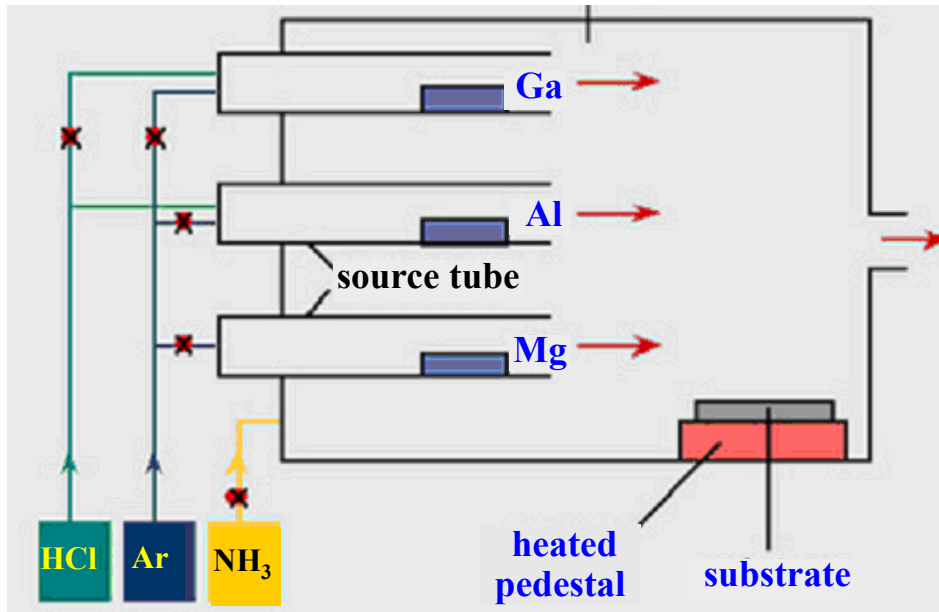 Ga
Al
source tube
Mg
HCl
Ar
NH₃
heated
pedestal
substrate